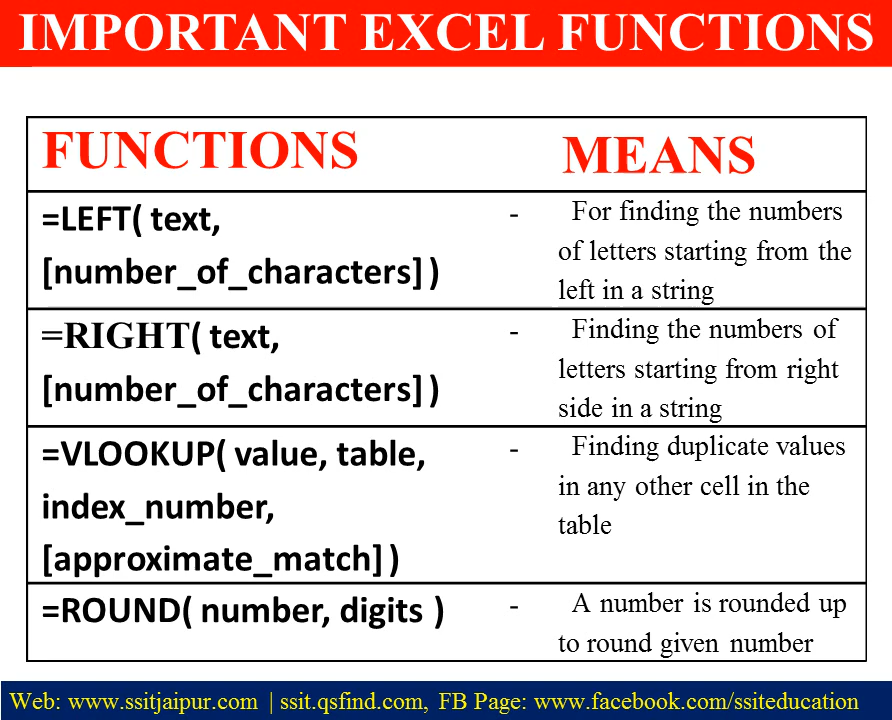 IMPORTANT EXCEL FUNCTIONS
FUNCTIONS
MEANS
=LEFT( text,
[number_of_characters] )
- For finding the numbers
of letters starting from the
left in a string
=RIGHT( text,
[number_of_characters] )
- Finding the numbers of
letters starting from right
side in a string
=VLOOKUP( value, table,
index_number,
[approximate_match] )
- Finding duplicate values
in any other cell in the
table
=ROUND( number, digits )
- A number is rounded up
to round given number
Web: www.ssitjaipur.com | ssit.qsfind.com, FB Page: www.facebook.com/ssiteducation